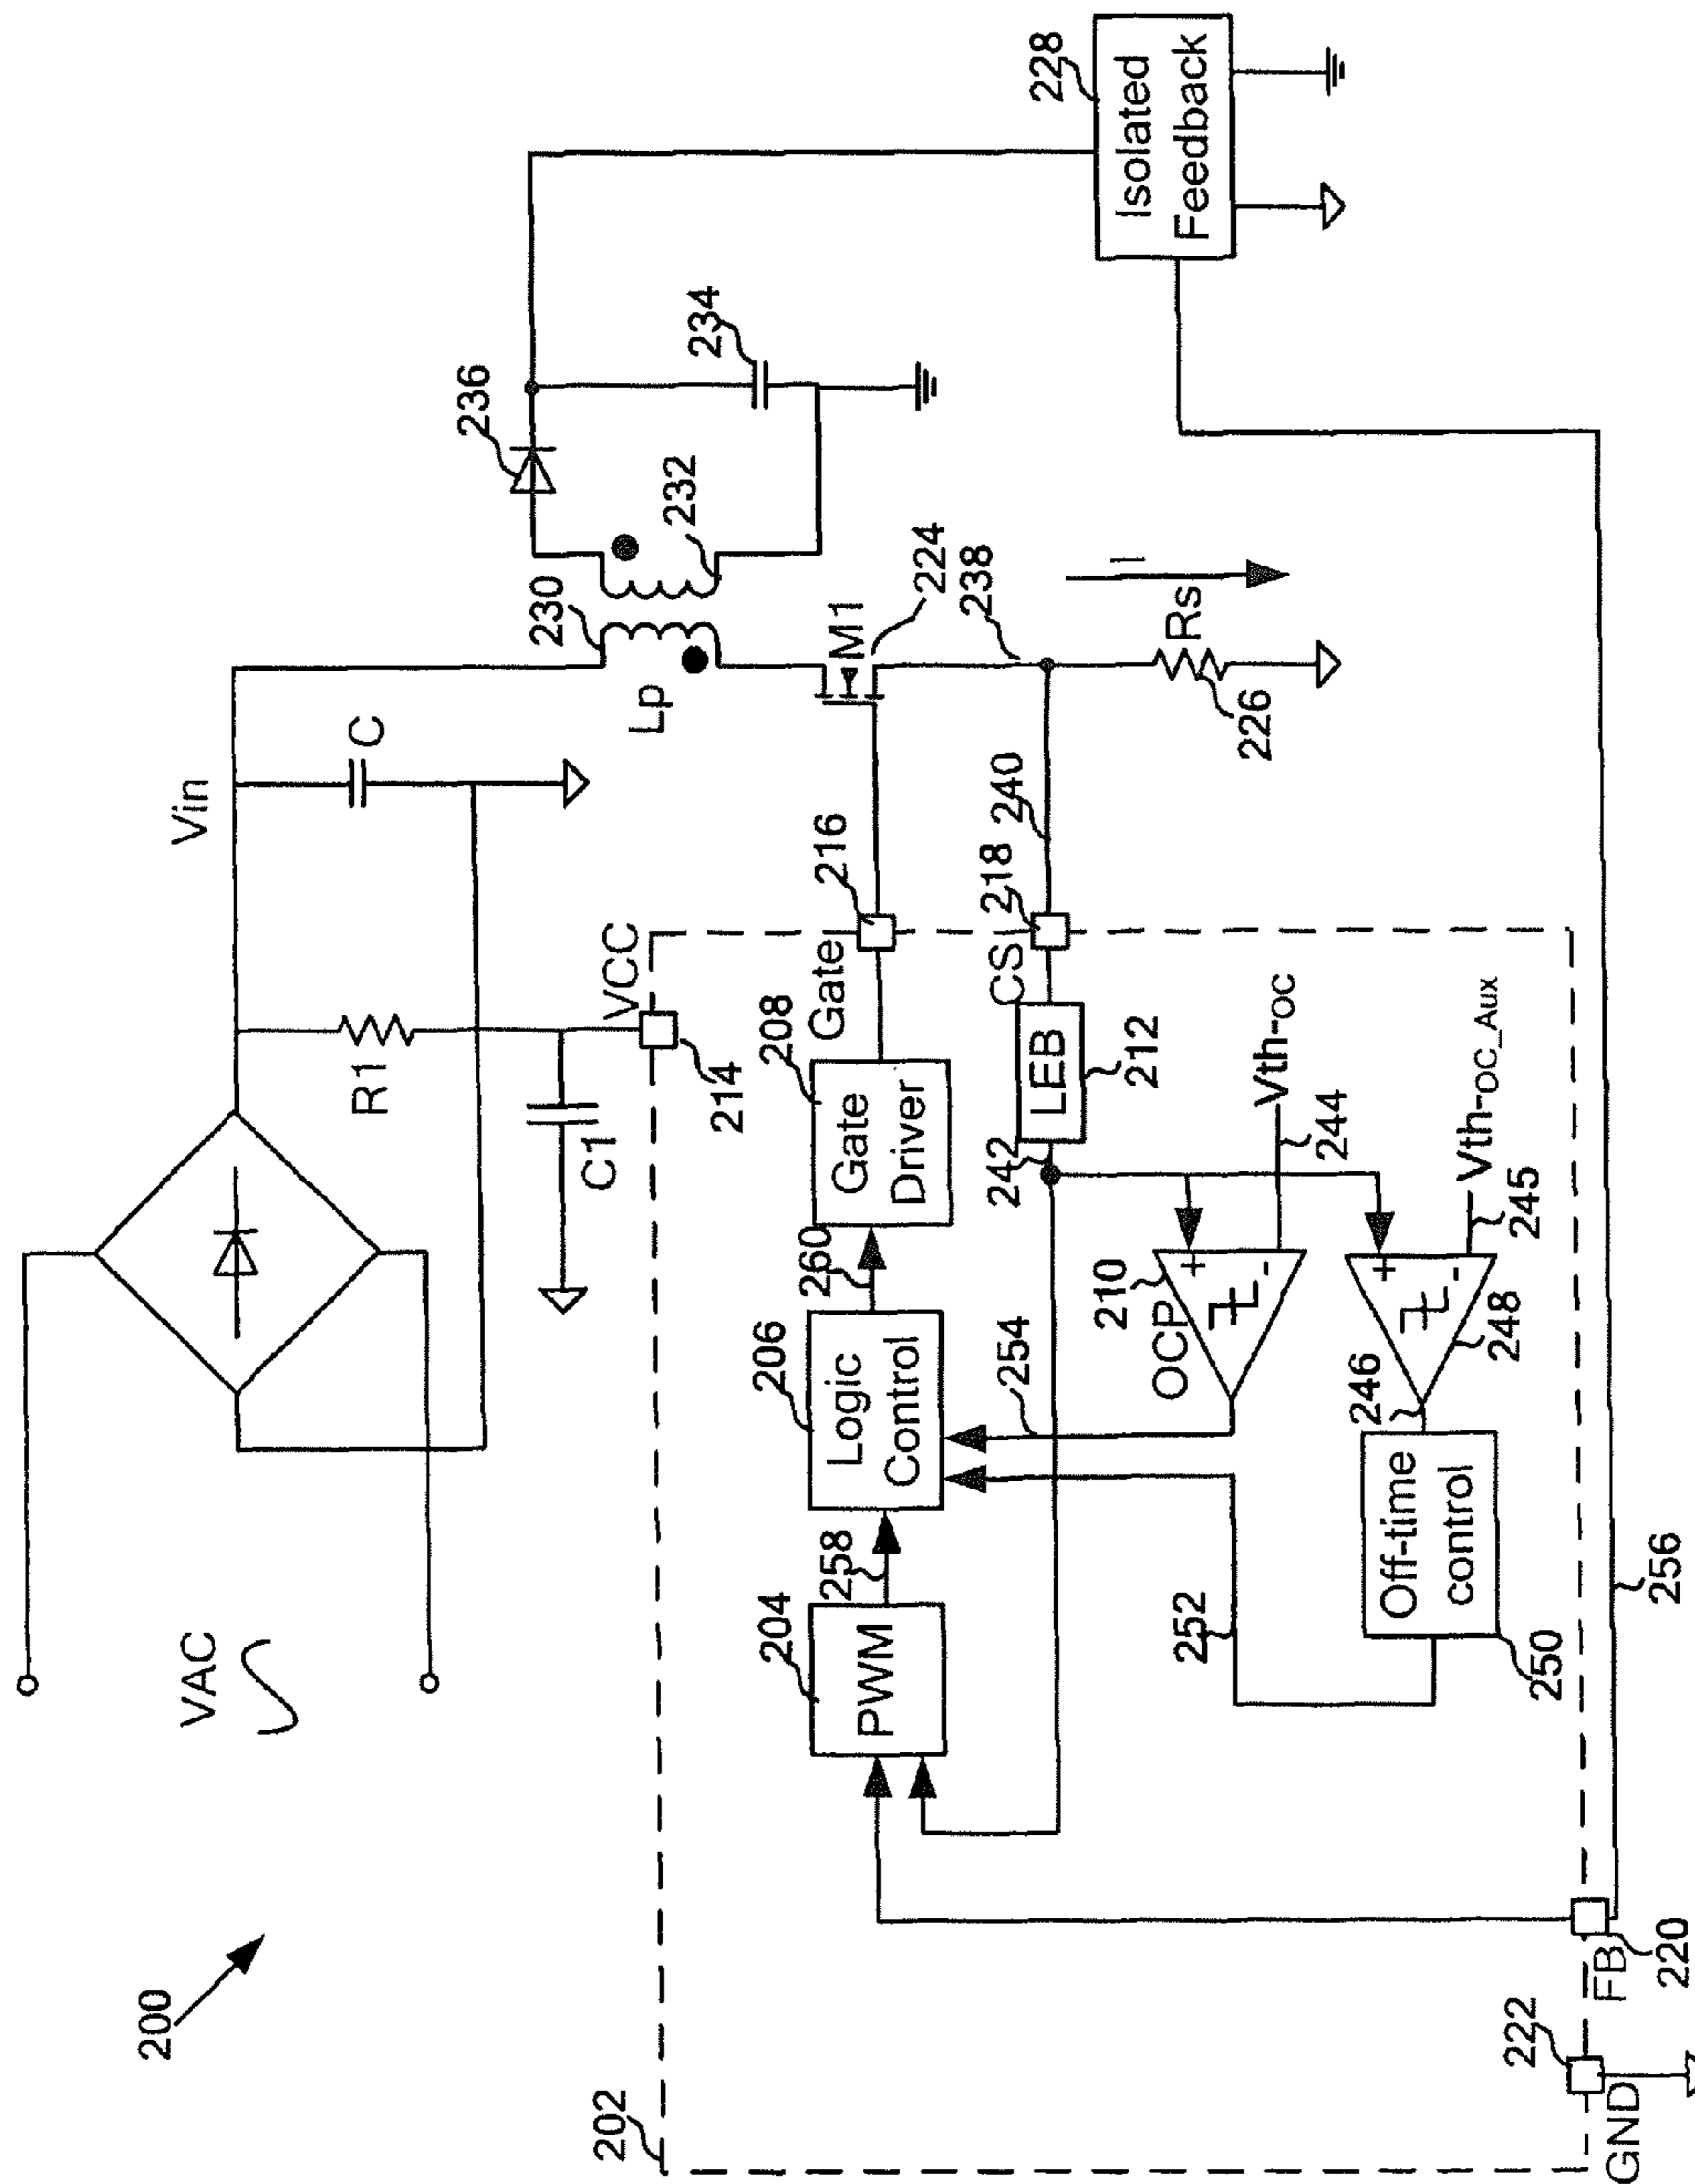 200
VAC
Vin
R1
C
C1
VCC
214
202
230
Lp
236
232
234
228
Isolated
Feedback
M1
224
238
I
Rs
226
204
PWM
258
206
Logic
Control
260
208
Gate
Driver
Gate
216
CS
218
240
LEB
212
242
254
252
OCP
210
+
-
Vth-OC
244
246
248
+
-
Vth-OC_Aux
245
Off-time
control
250
256
222
GND
FB
220